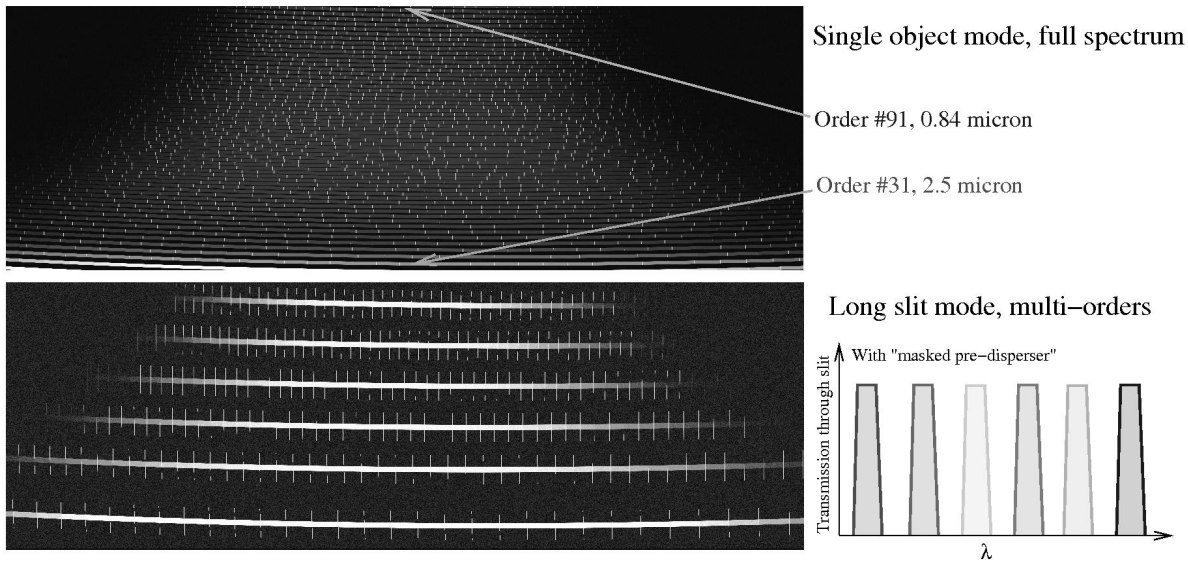 Single object mode, full spectrum
Order #91, 0.84 micron
Order #31, 2.5 micron
Long slit mode, multi−orders
With "masked pre−disperser"
Transmission through slit
λ